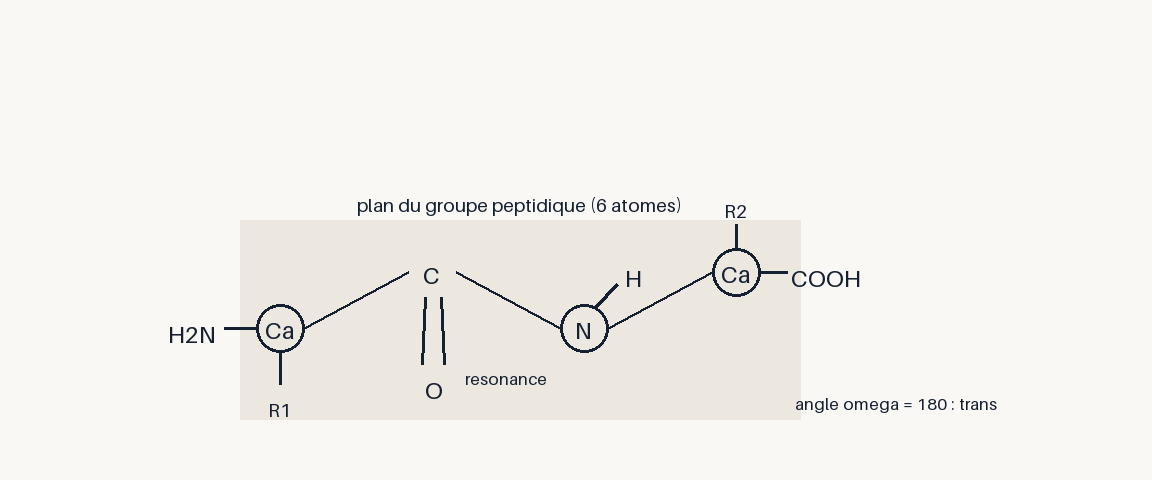 plan du groupe peptidique (6 atomes)
R2
C
H
Ca
COOH
H2N
Ca
N
resonance
O
R1
angle omega = 180 : trans